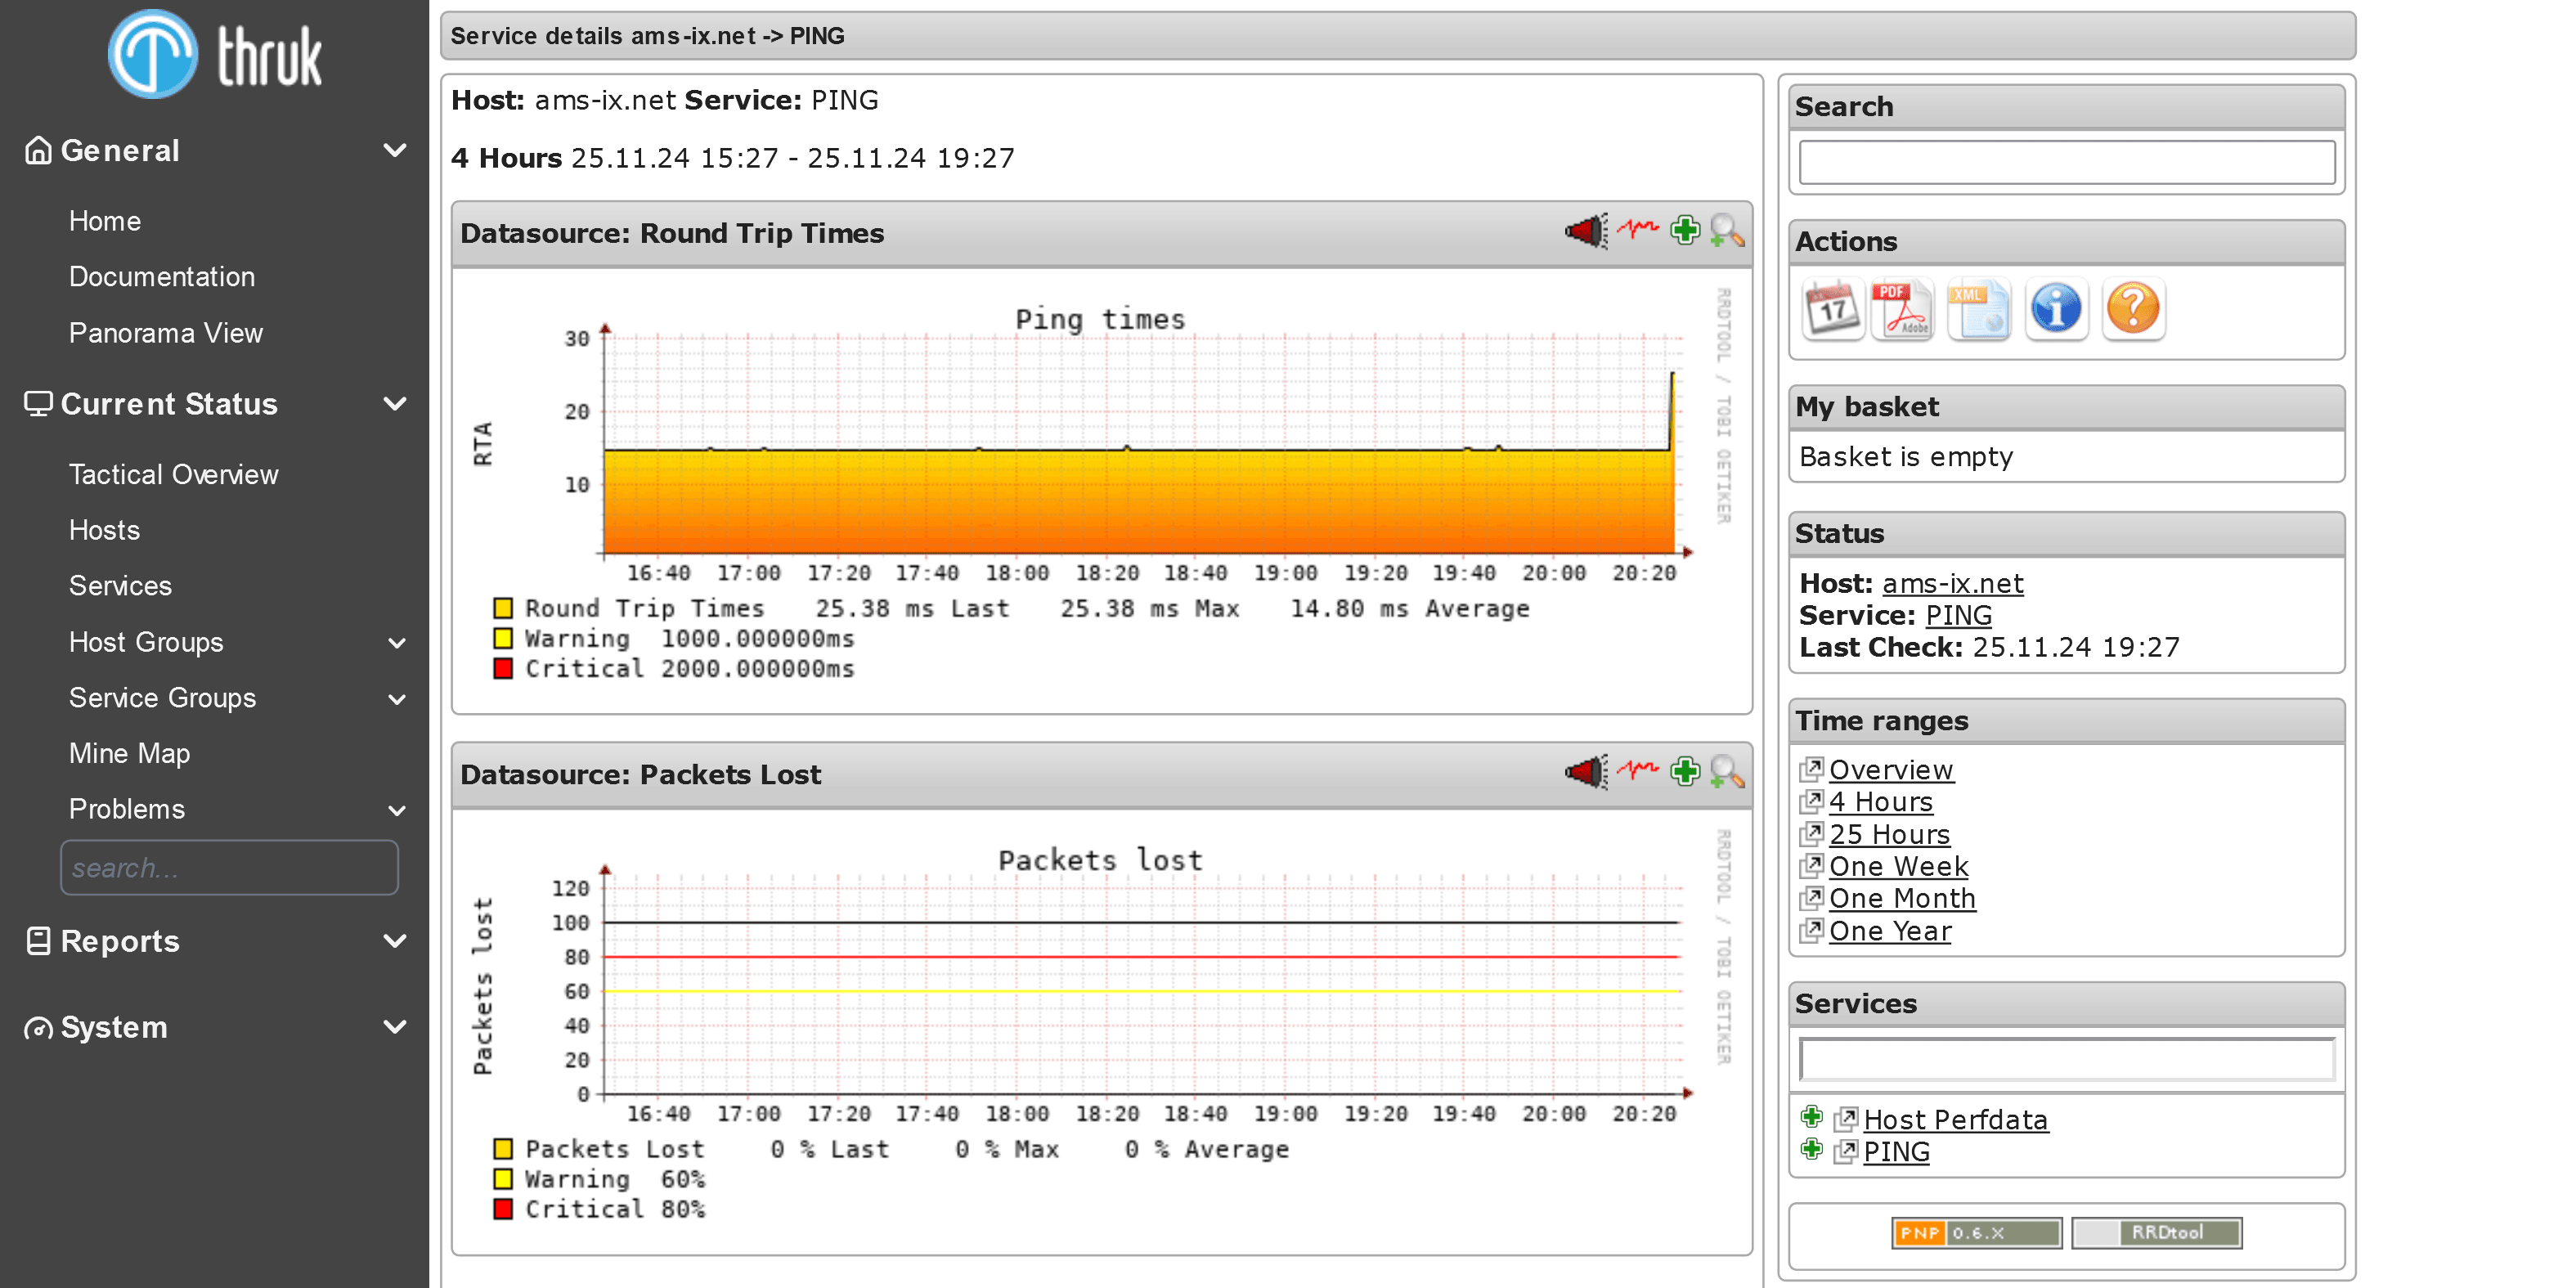 thruk
General
Home
Documentation
Panorama View
Current Status
Tactical Overview
Hosts
Services
Host Groups
Service Groups
Mine Map
Problems
search...
Reports
System
Service details ams-ix.net -> PING
Host: ams-ix.net Service: PING
4 Hours 25.11.24 15:27 - 25.11.24 19:27
Datasource: Round Trip Times
Ping times
RTA
30
20
10
16:40 17:00 17:20 17:40 18:00 18:20 18:40 19:00 19:20 19:40 20:00 20:20
RRDTOOL / TOBI OETIKER
Round Trip Times 25.38 ms Last 25.38 ms Max 14.80 ms Average
Warning 1000.000000ms
Critical 2000.000000ms
Datasource: Packets Lost
Packets lost
Packets lost
120
100
80
60
40
20
0
16:40 17:00 17:20 17:40 18:00 18:20 18:40 19:00 19:20 19:40 20:00 20:20
RRDTOOL / TOBI OETIKER
Packets Lost 0 % Last 0 % Max 0 % Average
Warning 60%
Critical 80%
Search
Actions
17
PDF
Adobe
XML
My basket
Basket is empty
Status
Host: ams-ix.net
Service: PING
Last Check: 25.11.24 19:27
Time ranges
Overview
4 Hours
25 Hours
One Week
One Month
One Year
Services
Host Perfdata
PING
PNP 0.6.X
RRDtool